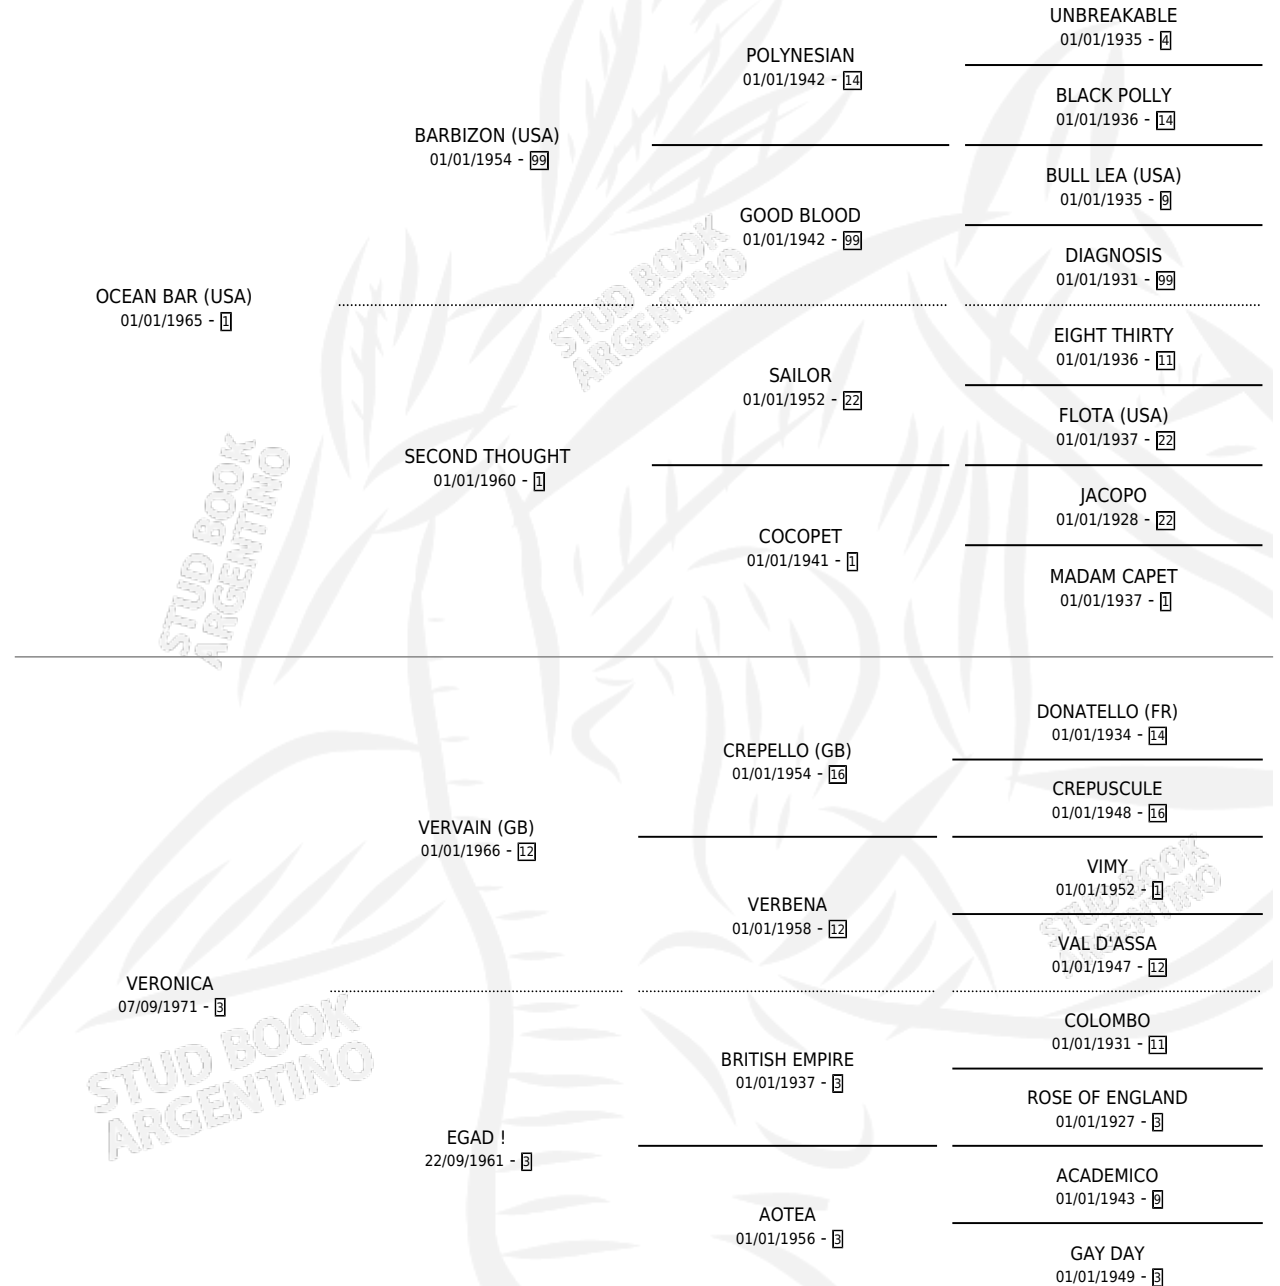 UNBREAKABLE
01/01/1935 - 4
POLYNESIAN
01/01/1942 - 14
BLACK POLLY
01/01/1936 - 14
BARBIZON (USA)
01/01/1954 - 99
BULL LEA (USA)
01/01/1935 - 9
GOOD BLOOD
01/01/1942 - 99
DIAGNOSIS
01/01/1931 - 99
OCEAN BAR (USA)
01/01/1965 - 1
STUD BOOK
ARGENTINO
EIGHT THIRTY
01/01/1936 - 11
SAILOR
01/01/1952 - 22
FLOTA (USA)
01/01/1937 - 22
SECOND THOUGHT
01/01/1960 - 1
JACOPO
01/01/1928 - 22
COCOPET
01/01/1941 - 1
MADAM CAPET
01/01/1937 - 1
STUD BOOK
ARGENTINO
DONATELLO (FR)
01/01/1934 - 14
CREPELLO (GB)
01/01/1954 - 16
CREPUSCULE
01/01/1948 - 16
VERVAIN (GB)
01/01/1966 - 12
VIMY
01/01/1952 - 1
VERBENA
01/01/1958 - 12
VAL D'ASSA
01/01/1947 - 12
STUD BOOK
ARGENTINO
VERONICA
07/09/1971 - 3
COLOMBO
01/01/1931 - 11
BRITISH EMPIRE
01/01/1937 - 3
ROSE OF ENGLAND
01/01/1927 - 3
STUD BOOK
ARGENTINO
EGAD !
22/09/1961 - 3
ACADEMICO
01/01/1943 - 9
AOTEA
01/01/1956 - 3
GAY DAY
01/01/1949 - 3